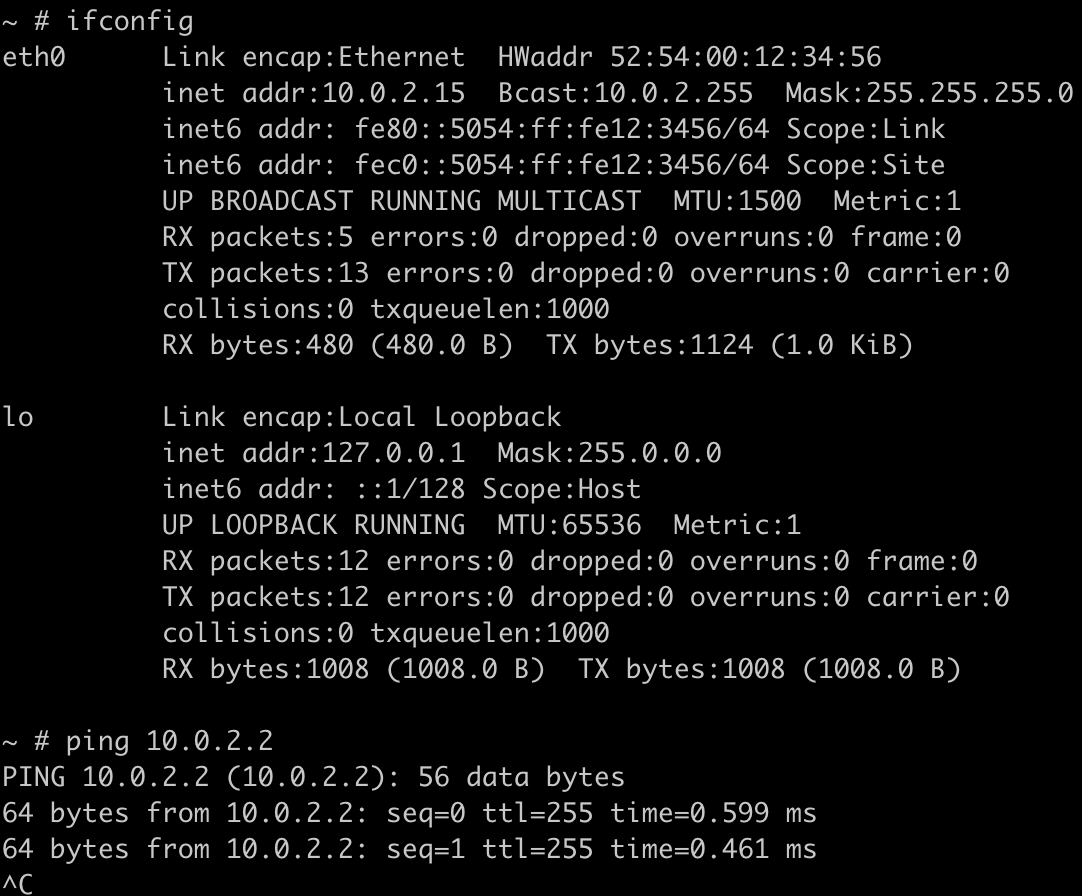 ~ # ifconfig
eth0      Link encap:Ethernet  HWaddr 52:54:00:12:34:56
          inet addr:10.0.2.15  Bcast:10.0.2.255  Mask:255.255.255.0
          inet6 addr: fe80::5054:ff:fe12:3456/64 Scope:Link
          inet6 addr: fec0::5054:ff:fe12:3456/64 Scope:Site
          UP BROADCAST RUNNING MULTICAST  MTU:1500  Metric:1
          RX packets:5 errors:0 dropped:0 overruns:0 frame:0
          TX packets:13 errors:0 dropped:0 overruns:0 carrier:0
          collisions:0 txqueuelen:1000
          RX bytes:480 (480.0 B)  TX bytes:1124 (1.0 KiB)

lo        Link encap:Local Loopback
          inet addr:127.0.0.1  Mask:255.0.0.0
          inet6 addr: ::1/128 Scope:Host
          UP LOOPBACK RUNNING  MTU:65536  Metric:1
          RX packets:12 errors:0 dropped:0 overruns:0 frame:0
          TX packets:12 errors:0 dropped:0 overruns:0 carrier:0
          collisions:0 txqueuelen:1000
          RX bytes:1008 (1008.0 B)  TX bytes:1008 (1008.0 B)

~ # ping 10.0.2.2
PING 10.0.2.2 (10.0.2.2): 56 data bytes
64 bytes from 10.0.2.2: seq=0 ttl=255 time=0.599 ms
64 bytes from 10.0.2.2: seq=1 ttl=255 time=0.461 ms
^C